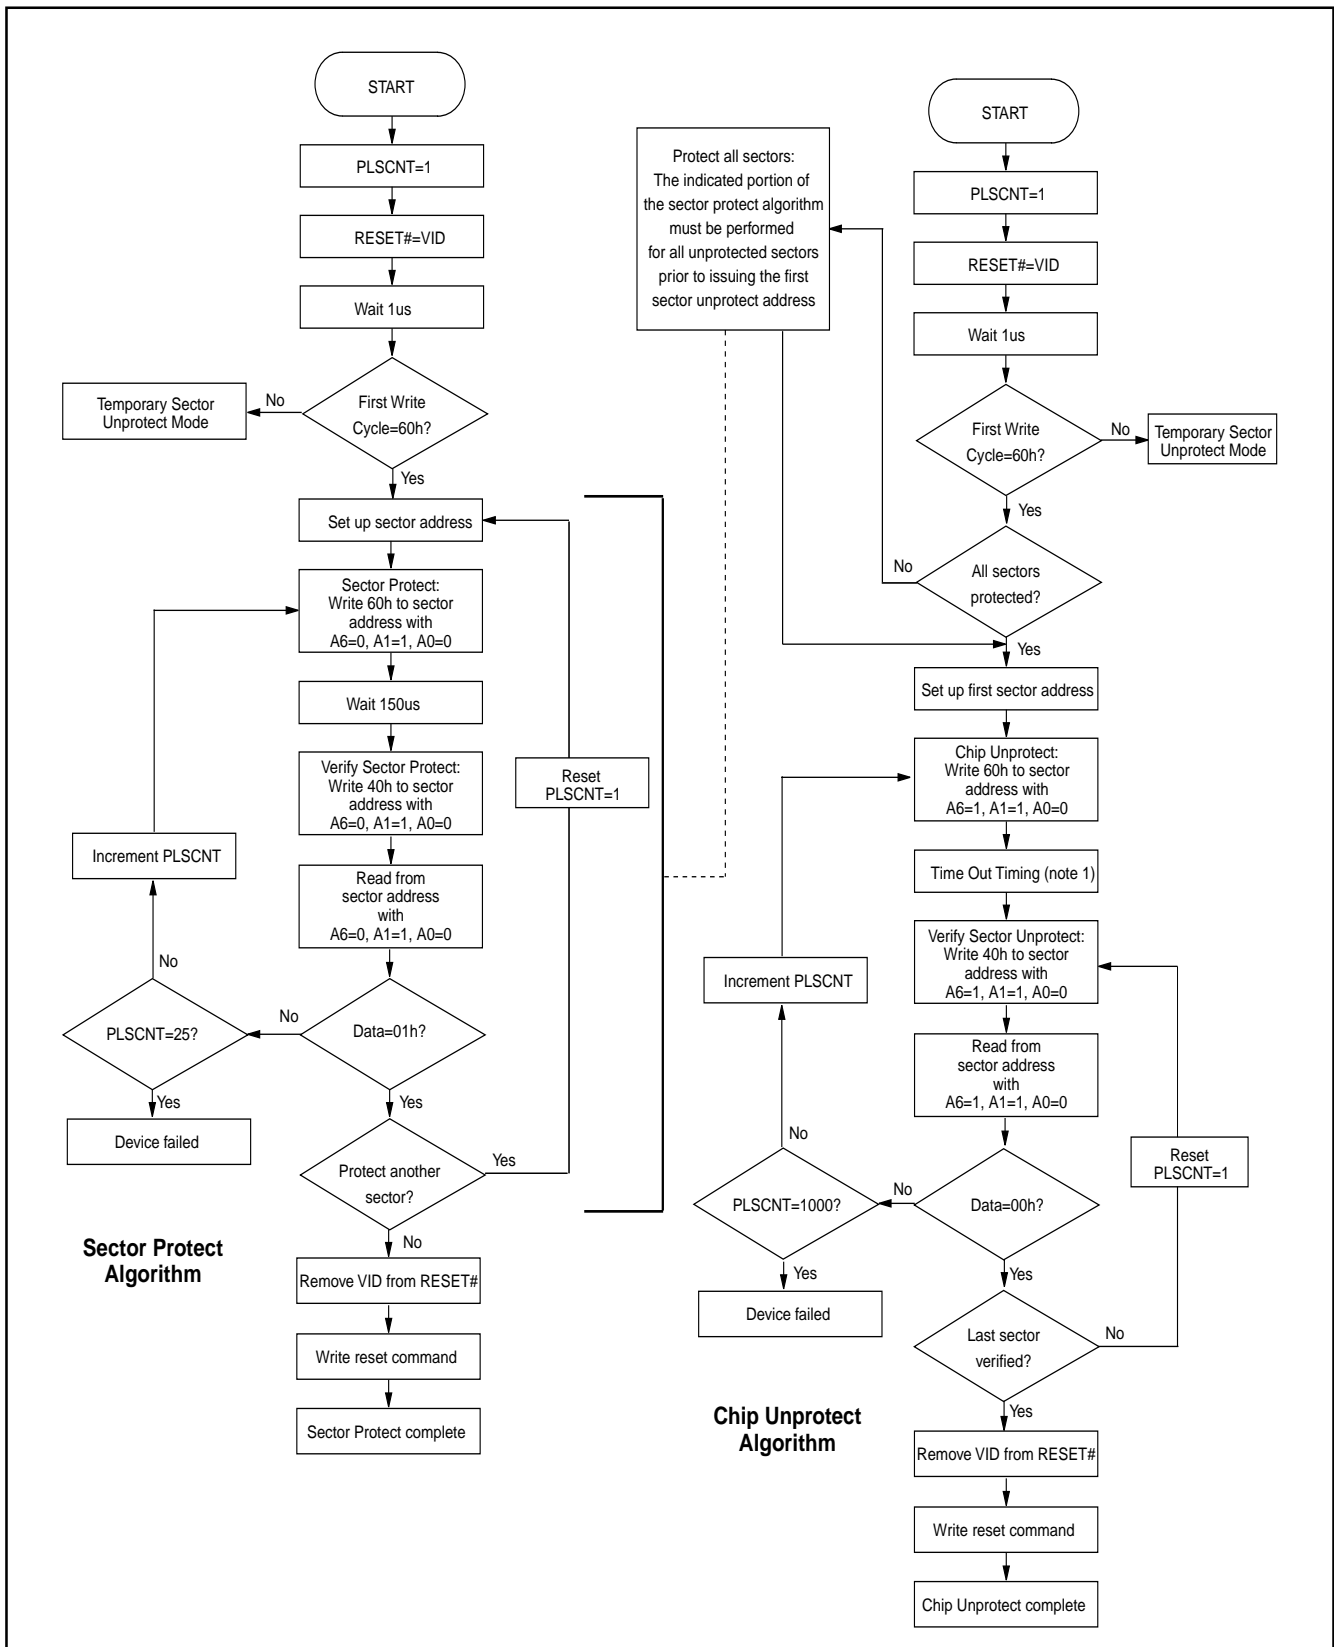 START
PLSCNT=1
RESET#=VID
Wait 1us
First Write
Cycle=60h?
No
Temporary Sector
Unprotect Mode
Yes
Set up sector address
Sector Protect:
Write 60h to sector
address with
A6=0, A1=1, A0=0
Wait 150us
Verify Sector Protect:
Write 40h to sector
address with
A6=0, A1=1, A0=0
Reset
PLSCNT=1
Increment PLSCNT
Read from
sector address
with
A6=0, A1=1, A0=0
No
PLSCNT=25?
No
Data=01h?
Yes
Device failed
Yes
Protect another
sector?
Yes
No
Sector Protect
Algorithm
Remove VID from RESET#
Write reset command
Sector Protect complete
Protect all sectors:
The indicated portion of
the sector protect algorithm
must be performed
for all unprotected sectors
prior to issuing the first
sector unprotect address
START
PLSCNT=1
RESET#=VID
Wait 1us
First Write
Cycle=60h?
No
Temporary Sector
Unprotect Mode
Yes
No
All sectors
protected?
Yes
Set up first sector address
Chip Unprotect:
Write 60h to sector
address with
A6=1, A1=1, A0=0
Time Out Timing (note 1)
Verify Sector Unprotect:
Write 40h to sector
address with
A6=1, A1=1, A0=0
Increment PLSCNT
Read from
sector address
with
A6=1, A1=1, A0=0
No
Reset
PLSCNT=1
PLSCNT=1000?
No
Data=00h?
Yes
Device failed
Yes
Last sector
verified?
No
Yes
Chip Unprotect
Algorithm
Remove VID from RESET#
Write reset command
Chip Unprotect complete